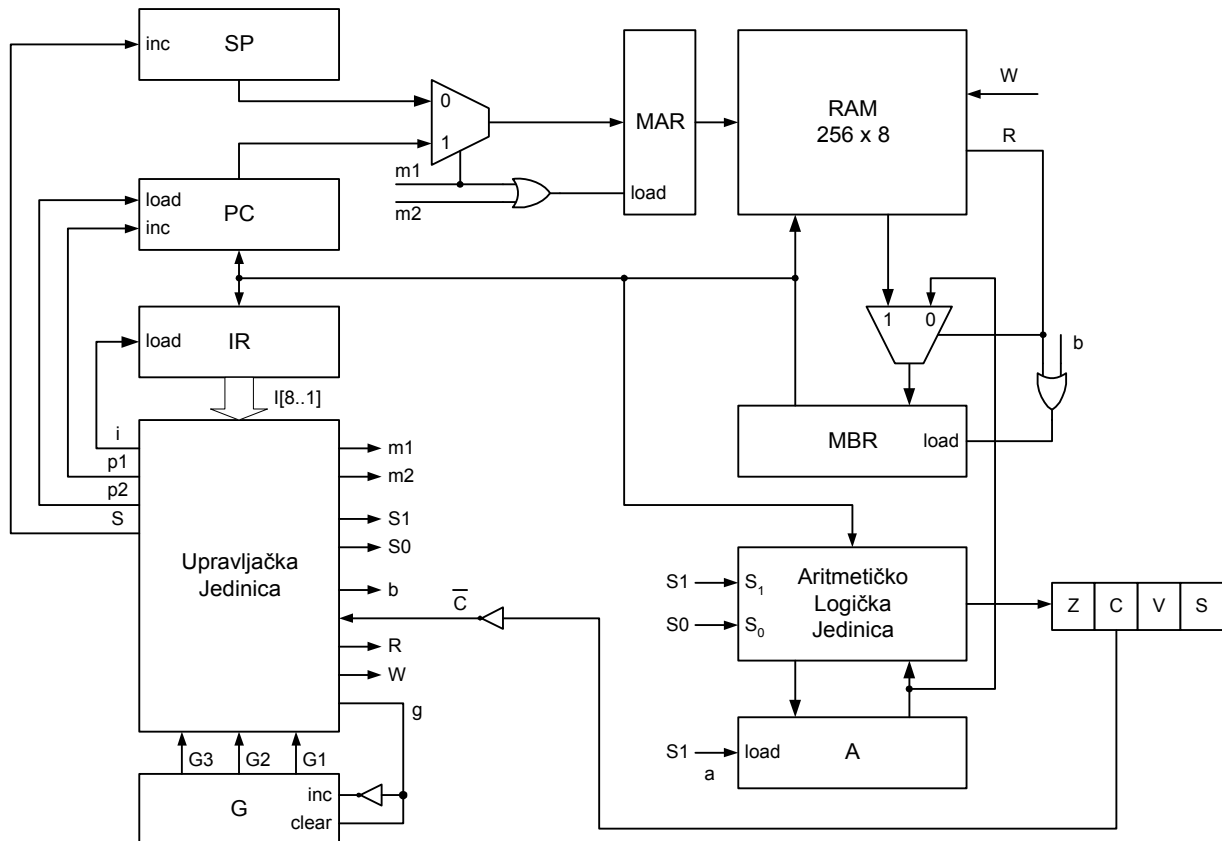 inc SP
0
1
m1
m2
MAR
load
RAM
256 x 8
W
R
load
inc PC
load IR
I[8..1]
1 0
b
MBR load
i
p1
p2
S
Upravljačka
Jedinica
m1
m2
S1
S0
b
C̅
R
W
g
S1 S₁
S0 S₀
Aritmetičko
Logička
Jedinica
Z C V S
S1
a
load A
G3 G2 G1
G
inc
clear